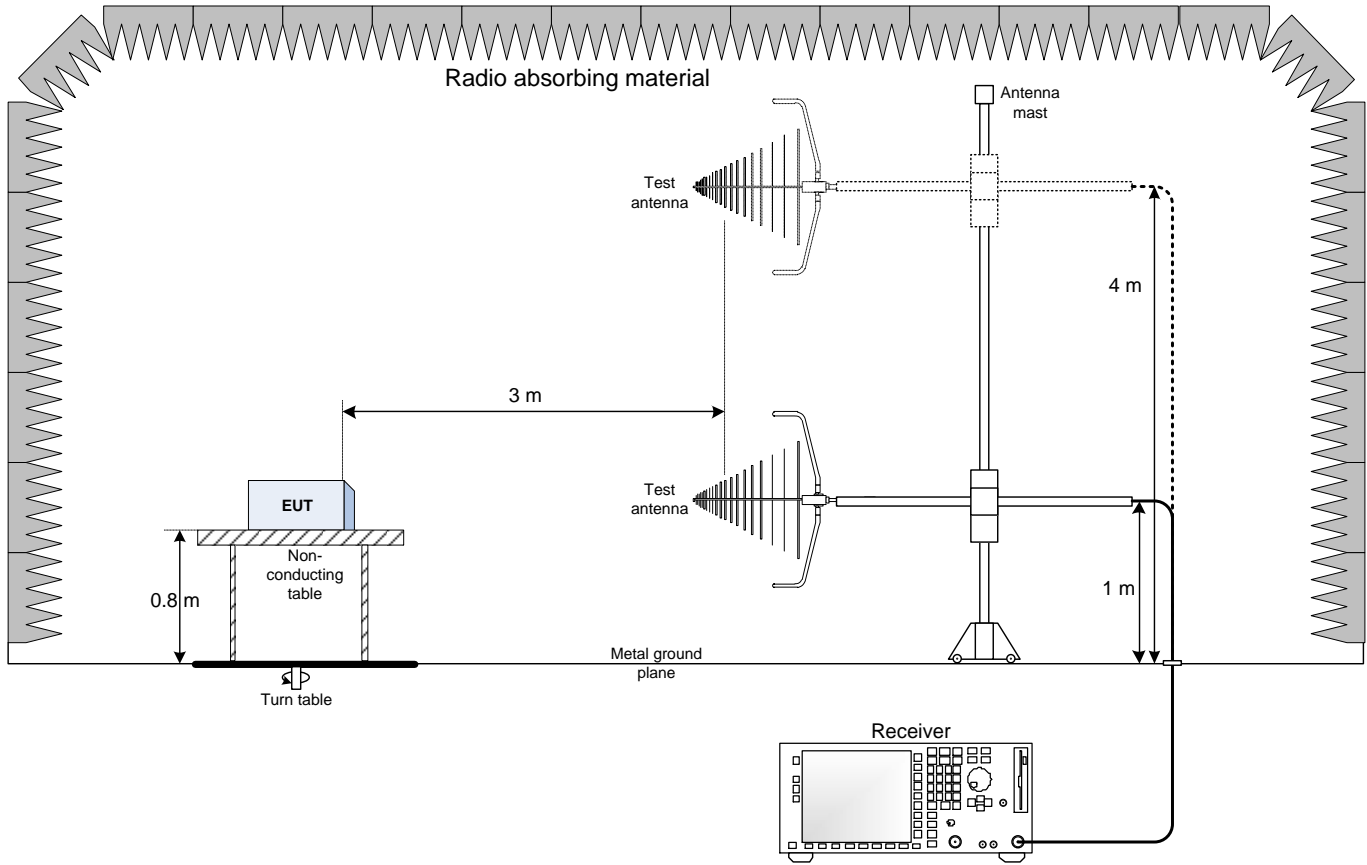 Radio absorbing material
Antenna
mast
Test
antenna
4 m
3 m
Test
antenna
EUT
Non-
conducting
table
0.8 m
1 m
Metal ground
plane
Turn table
Receiver